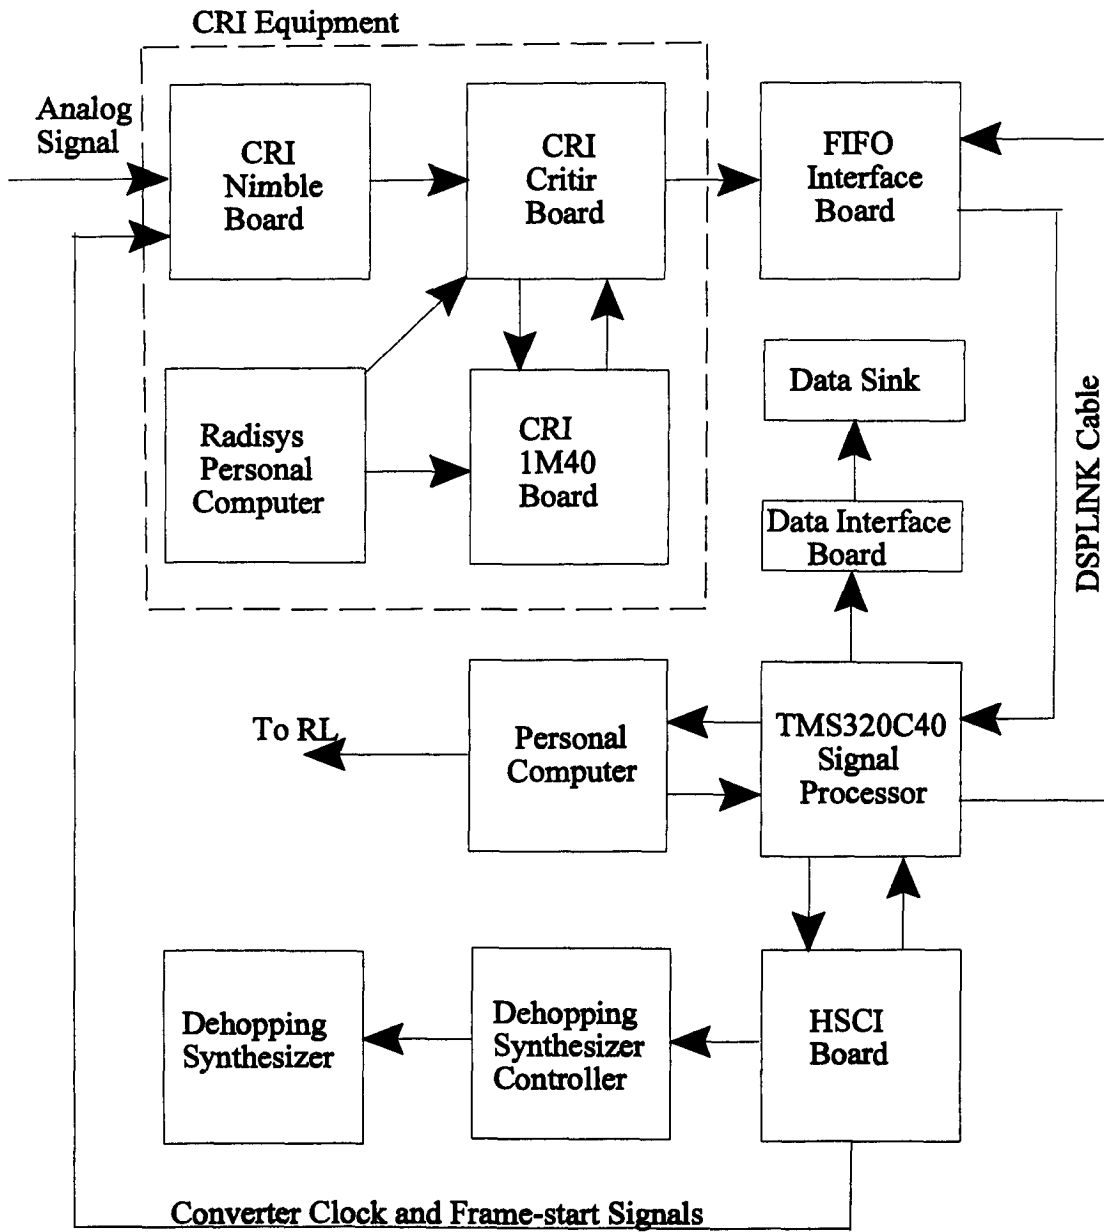 CRI Equipment
Analog
Signal
CRI
Nimble
Board
CRI
Critir
Board
FIFO
Interface
Board
Radisys
Personal
Computer
CRI
1M40
Board
Data Sink
Data Interface
Board
DSPLINK Cable
To RL
Personal
Computer
TMS320C40
Signal
Processor
Dehopping
Synthesizer
Dehopping
Synthesizer
Controller
HSCI
Board
Converter Clock and Frame-start Signals